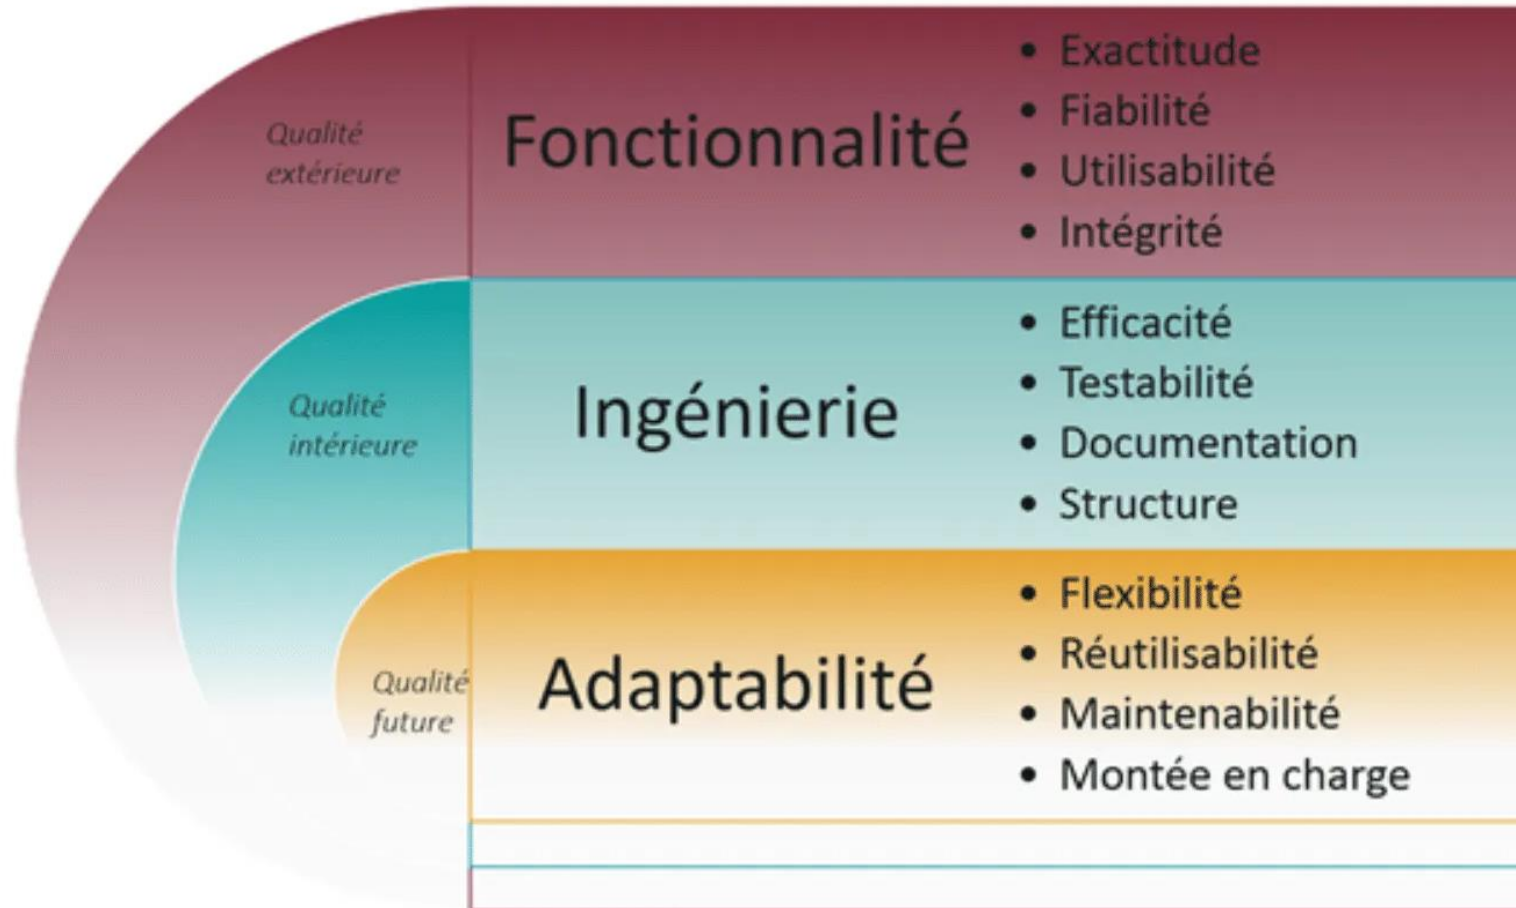 Qualité
extérieure
Fonctionnalité
• Exactitude
• Fiabilité
• Utilisabilité
• Intégrité
Qualité
intérieure
Ingénierie
• Efficacité
• Testabilité
• Documentation
• Structure
Qualité
future
Adaptabilité
• Flexibilité
• Réutilisabilité
• Maintenabilité
• Montée en charge